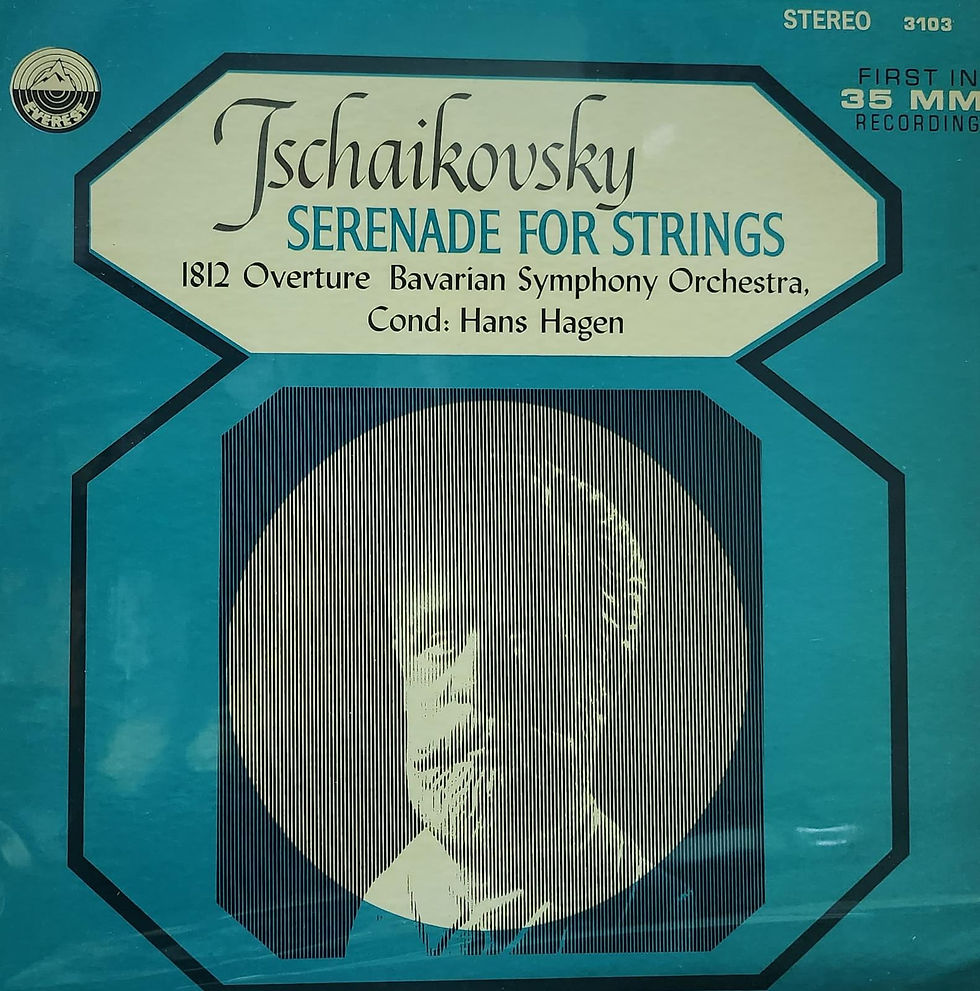 STEREO 3103
EVEREST
FIRST IN
35 MM
RECORDING
Tschaikovsky
SERENADE FOR STRINGS
1812 Overture Bavarian Symphony Orchestra,
Cond: Hans Hagen